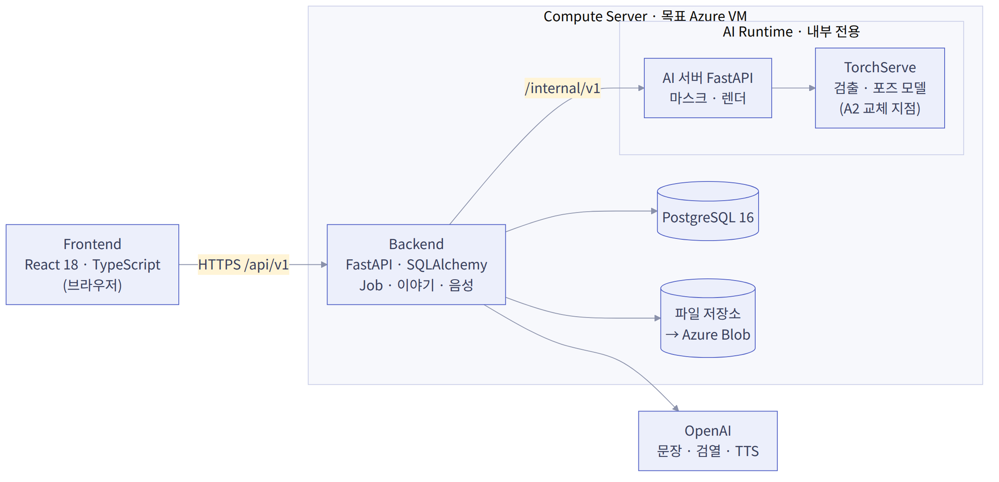 Compute Server · 목표 Azure VM
AI Runtime · 내부 전용
AI 서버 FastAPI
마스크 · 렌더
TorchServe
검출 · 포즈 모델
(A2 교체 지점)
/internal/v1
PostgreSQL 16
Frontend
React 18 · TypeScript
(브라우저)
HTTPS /api/v1
Backend
FastAPI · SQLAlchemy
Job · 이야기 · 음성
파일 저장소
→ Azure Blob
OpenAI
문장 · 검열 · TTS